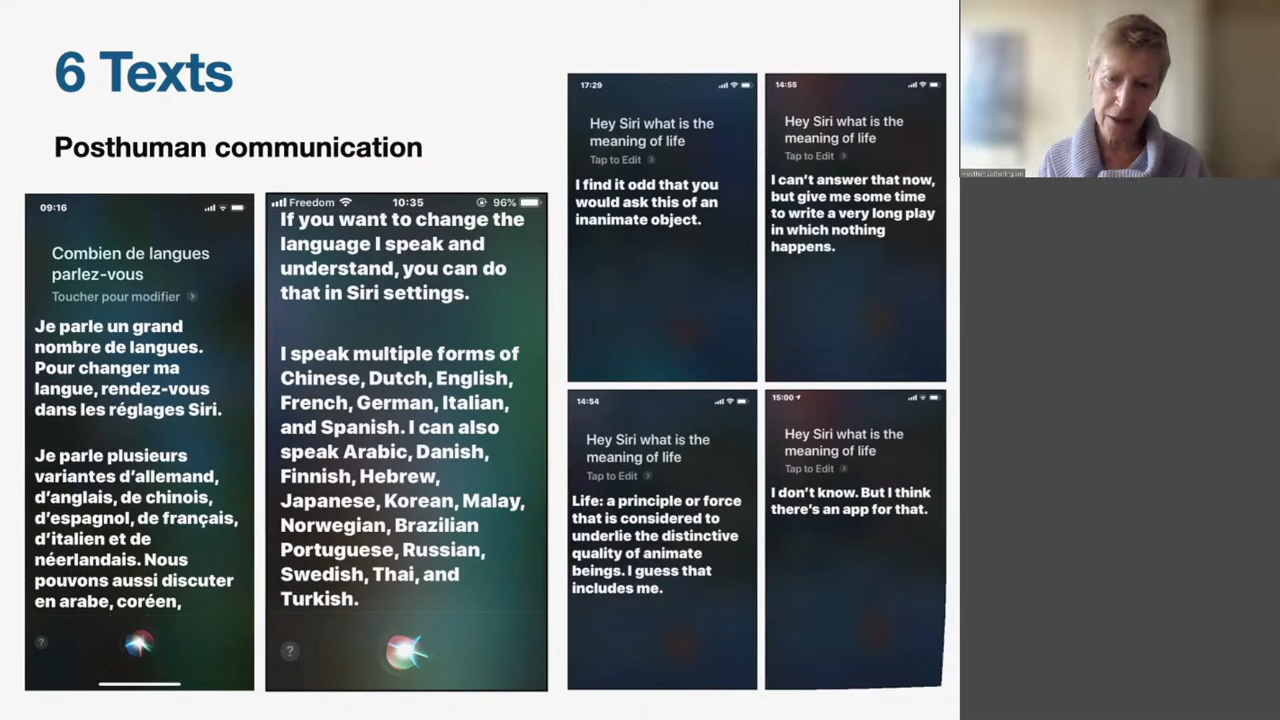 6 Texts
Posthuman communication
09:16
Combien de langues
parlez-vous
Toucher pour modifier
Je parle un grand
nombre de langues.
Pour changer ma
langue, rendez-vous
dans les réglages Siri.
Je parle plusieurs
variantes d'allemand,
d'anglais, de chinois,
d'espagnol, de français,
d'italien et de
néerlandais. Nous
pouvons aussi discuter
en arabe, coréen,
?
Freedom 10:35 96%
If you want to change the
language I speak and
understand, you can do
that in Siri settings.
I speak multiple forms of
Chinese, Dutch, English,
French, German, Italian,
and Spanish. I can also
speak Arabic, Danish,
Finnish, Hebrew,
Japanese, Korean, Malay,
Norwegian, Brazilian
Portuguese, Russian,
Swedish, Thai, and
Turkish.
?
17:29
Hey Siri what is the
meaning of life
Tap to Edit
I find it odd that you
would ask this of an
inanimate object.
14:55
Hey Siri what is the
meaning of life
Tap to Edit
I can't answer that now,
but give me some time
to write a very long play
in which nothing
happens.
14:54
Hey Siri what is the
meaning of life
Tap to Edit
Life: a principle or force
that is considered to
underlie the distinctive
quality of animate
beings. I guess that
includes me.
15:00
Hey Siri what is the
meaning of life
Tap to Edit
I don't know. But I think
there's an app for that.
Heather Lotherington